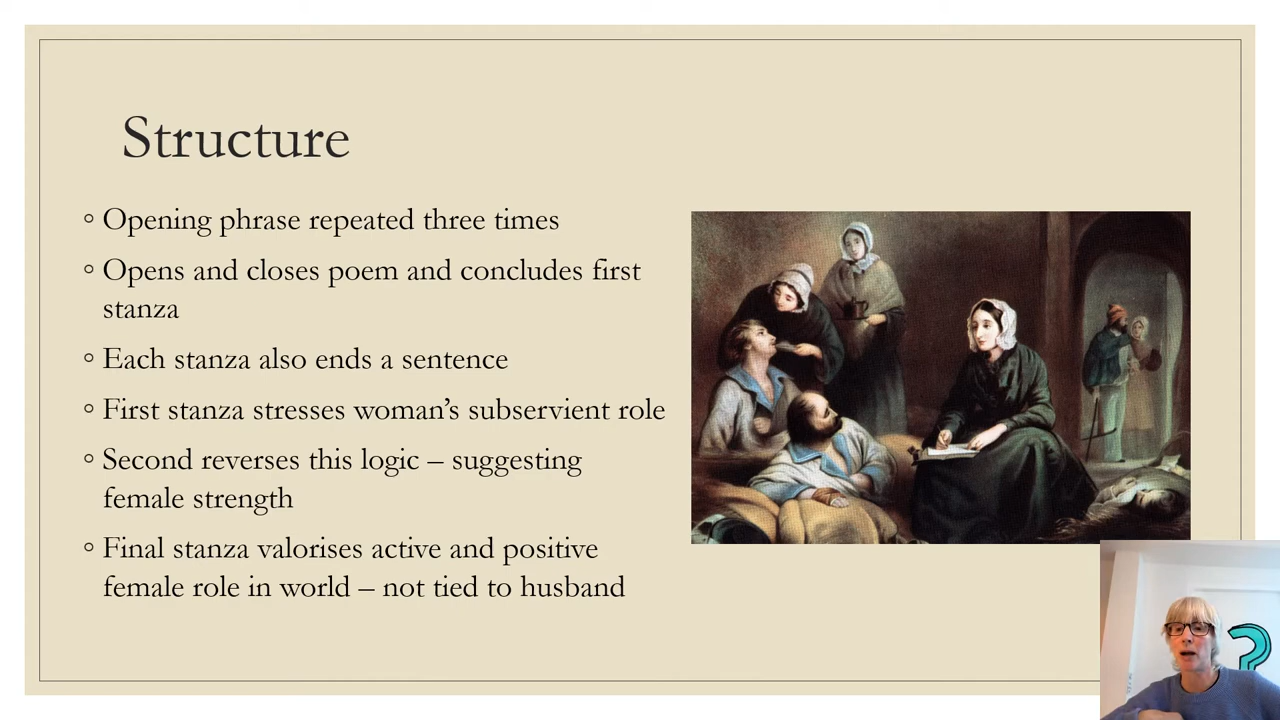 Structure
◦ Opening phrase repeated three times
◦ Opens and closes poem and concludes first
stanza
◦ Each stanza also ends a sentence
◦ First stanza stresses woman’s subservient role
◦ Second reverses this logic – suggesting
female strength
◦ Final stanza valorises active and positive
female role in world – not tied to husband
?